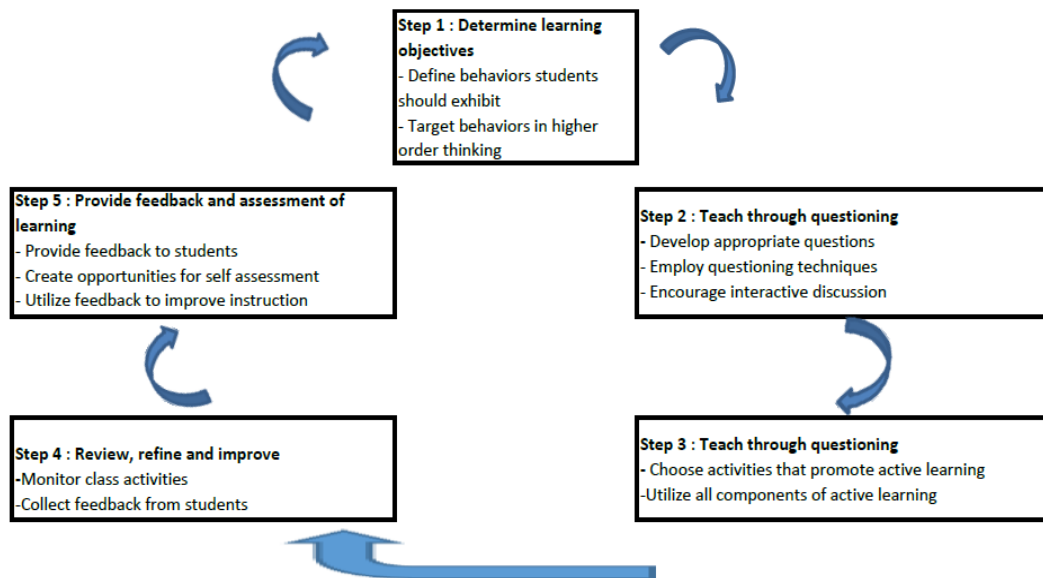 Step 1 : Determine learning
objectives
- Define behaviors students
should exhibit
- Target behaviors in higher
order thinking
Step 2 : Teach through questioning
- Develop appropriate questions
- Employ questioning techniques
- Encourage interactive discussion
Step 3 : Teach through questioning
- Choose activities that promote active learning
-Utilize all components of active learning
Step 4 : Review, refine and improve
-Monitor class activities
-Collect feedback from students
Step 5 : Provide feedback and assessment of
learning
- Provide feedback to students
- Create opportunities for self assessment
- Utilize feedback to improve instruction